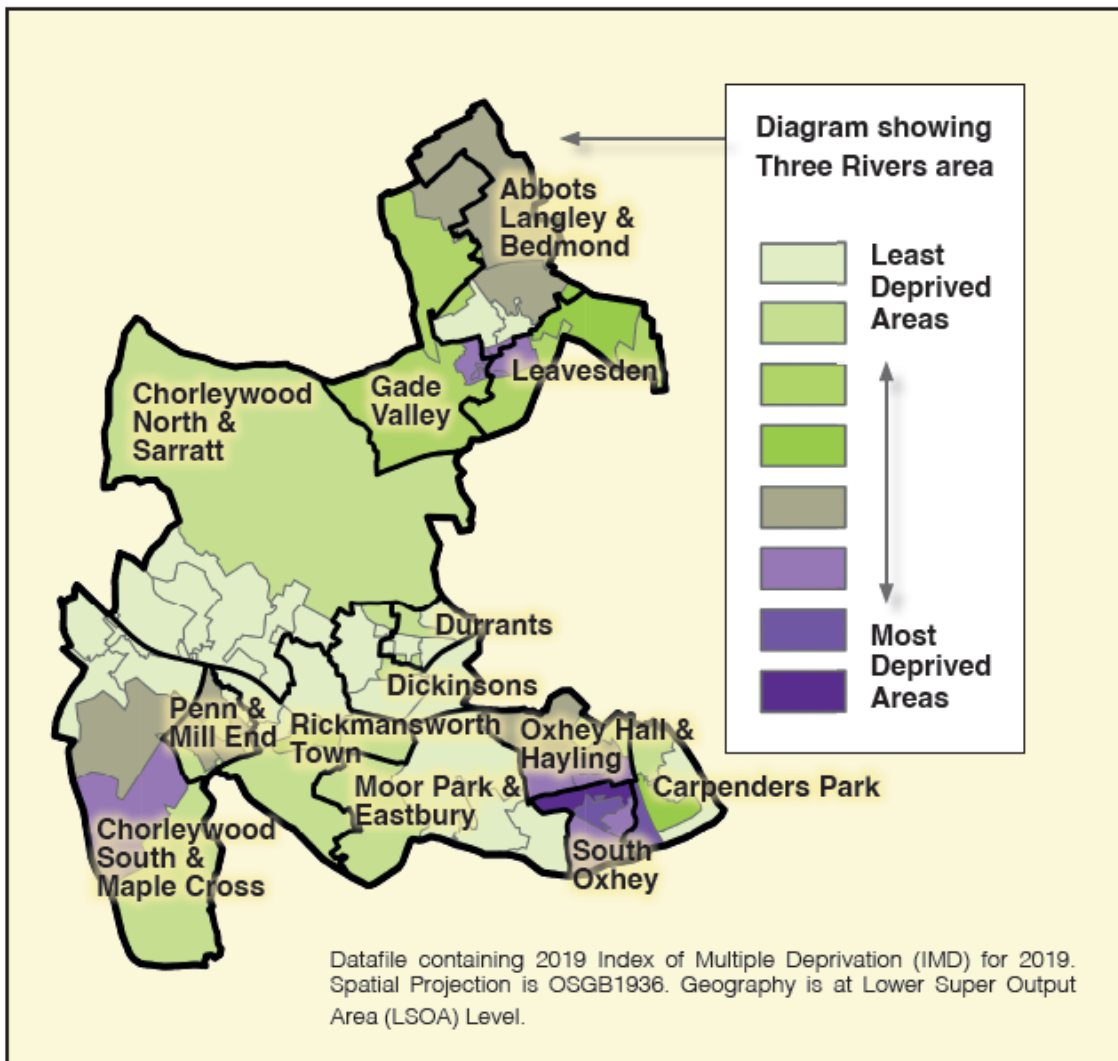 Diagram showing
Three Rivers area
Least
Deprived
Areas
Most
Deprived
Areas
Abbots
Langley &
Bedmond
Leavesden
Gade
Valley
Chorleywood
North &
Sarratt
Durrants
Dickinsons
Penn &
Mill End
Rickmansworth
Town
Oxhey Hall &
Hayling
Moor Park &
Eastbury
Carpenders Park
Chorleywood
South &
Maple Cross
South
Oxhey
Datafile containing 2019 Index of Multiple Deprivation (IMD) for 2019.
Spatial Projection is OSGB1936. Geography is at Lower Super Output
Area (LSOA) Level.